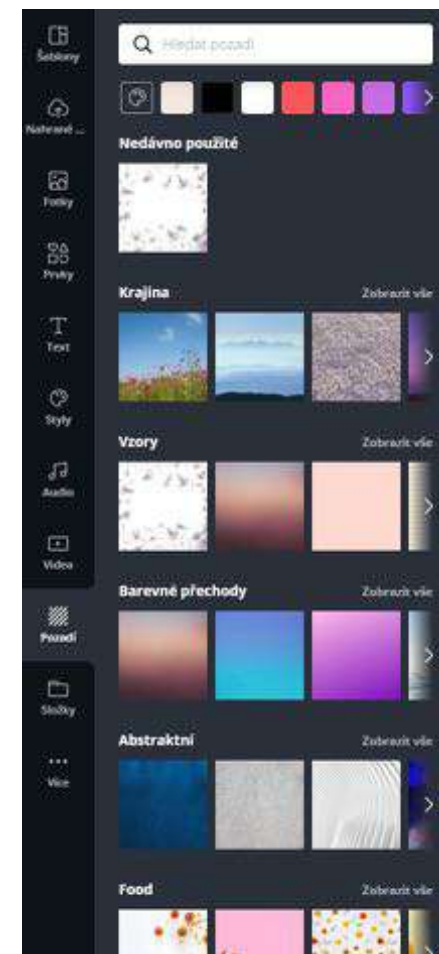 Šablony
Nahrané ...
Fotky
Prvky
Text
Styly
Audio
Videa
Pozadí
Složky
Více
Hledat pozadí
Nedávno použité
Krajina
Zobrazit vše
Vzory
Zobrazit vše
Barevné přechody
Zobrazit vše
Abstraktní
Zobrazit vše
Food
Zobrazit vše